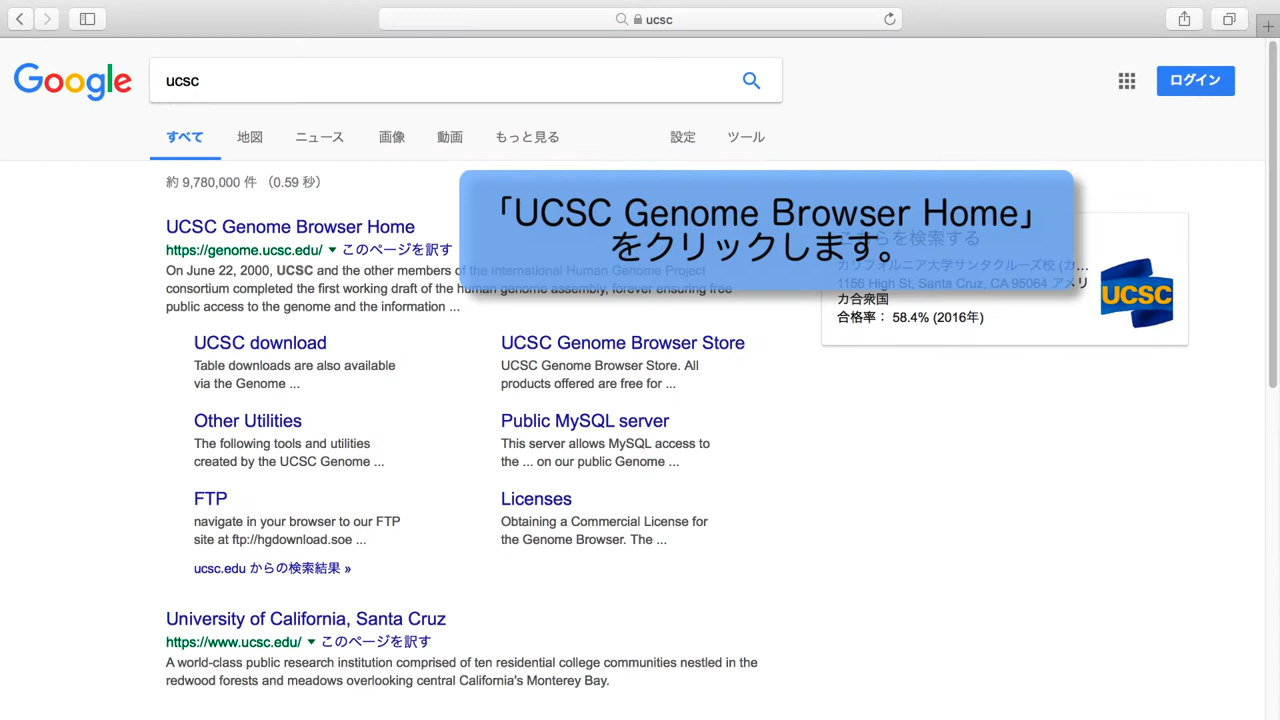 ucsc
Google
ucsc
ログイン
すべて 地図 ニュース 画像 動画 もっと見る 設定 ツール
約 9,780,000 件 （0.59 秒）
「UCSC Genome Browser Home」
をクリックします。
UCSC Genome Browser Home
https://genome.ucsc.edu/ ▼ このページを訳す
On June 22, 2000, UCSC and the other members of the International Human Genome Project
consortium completed the first working draft of the human genome assembly, forever ensuring free
public access to the genome and the information ...
UCSC download
Table downloads are also available
via the Genome ...
UCSC Genome Browser Store
UCSC Genome Browser Store. All
products offered are free for ...
Other Utilities
The following tools and utilities
created by the UCSC Genome ...
Public MySQL server
This server allows MySQL access to
the ... on our public Genome ...
FTP
navigate in your browser to our FTP
site at ftp://hgdownload.soe ...
Licenses
Obtaining a Commercial License for
the Genome Browser. The ...
ucsc.edu からの検索結果 »
University of California, Santa Cruz
https://www.ucsc.edu/ ▼ このページを訳す
A world-class public research institution comprised of ten residential college communities nestled in the
redwood forests and meadows overlooking central California's Monterey Bay.
こちらを検索する
カリフォルニア大学サンタクルーズ校 (カ...
1156 High St, Santa Cruz, CA 95064 アメリ
カ合衆国
合格率： 58.4% (2016年)
UCSC